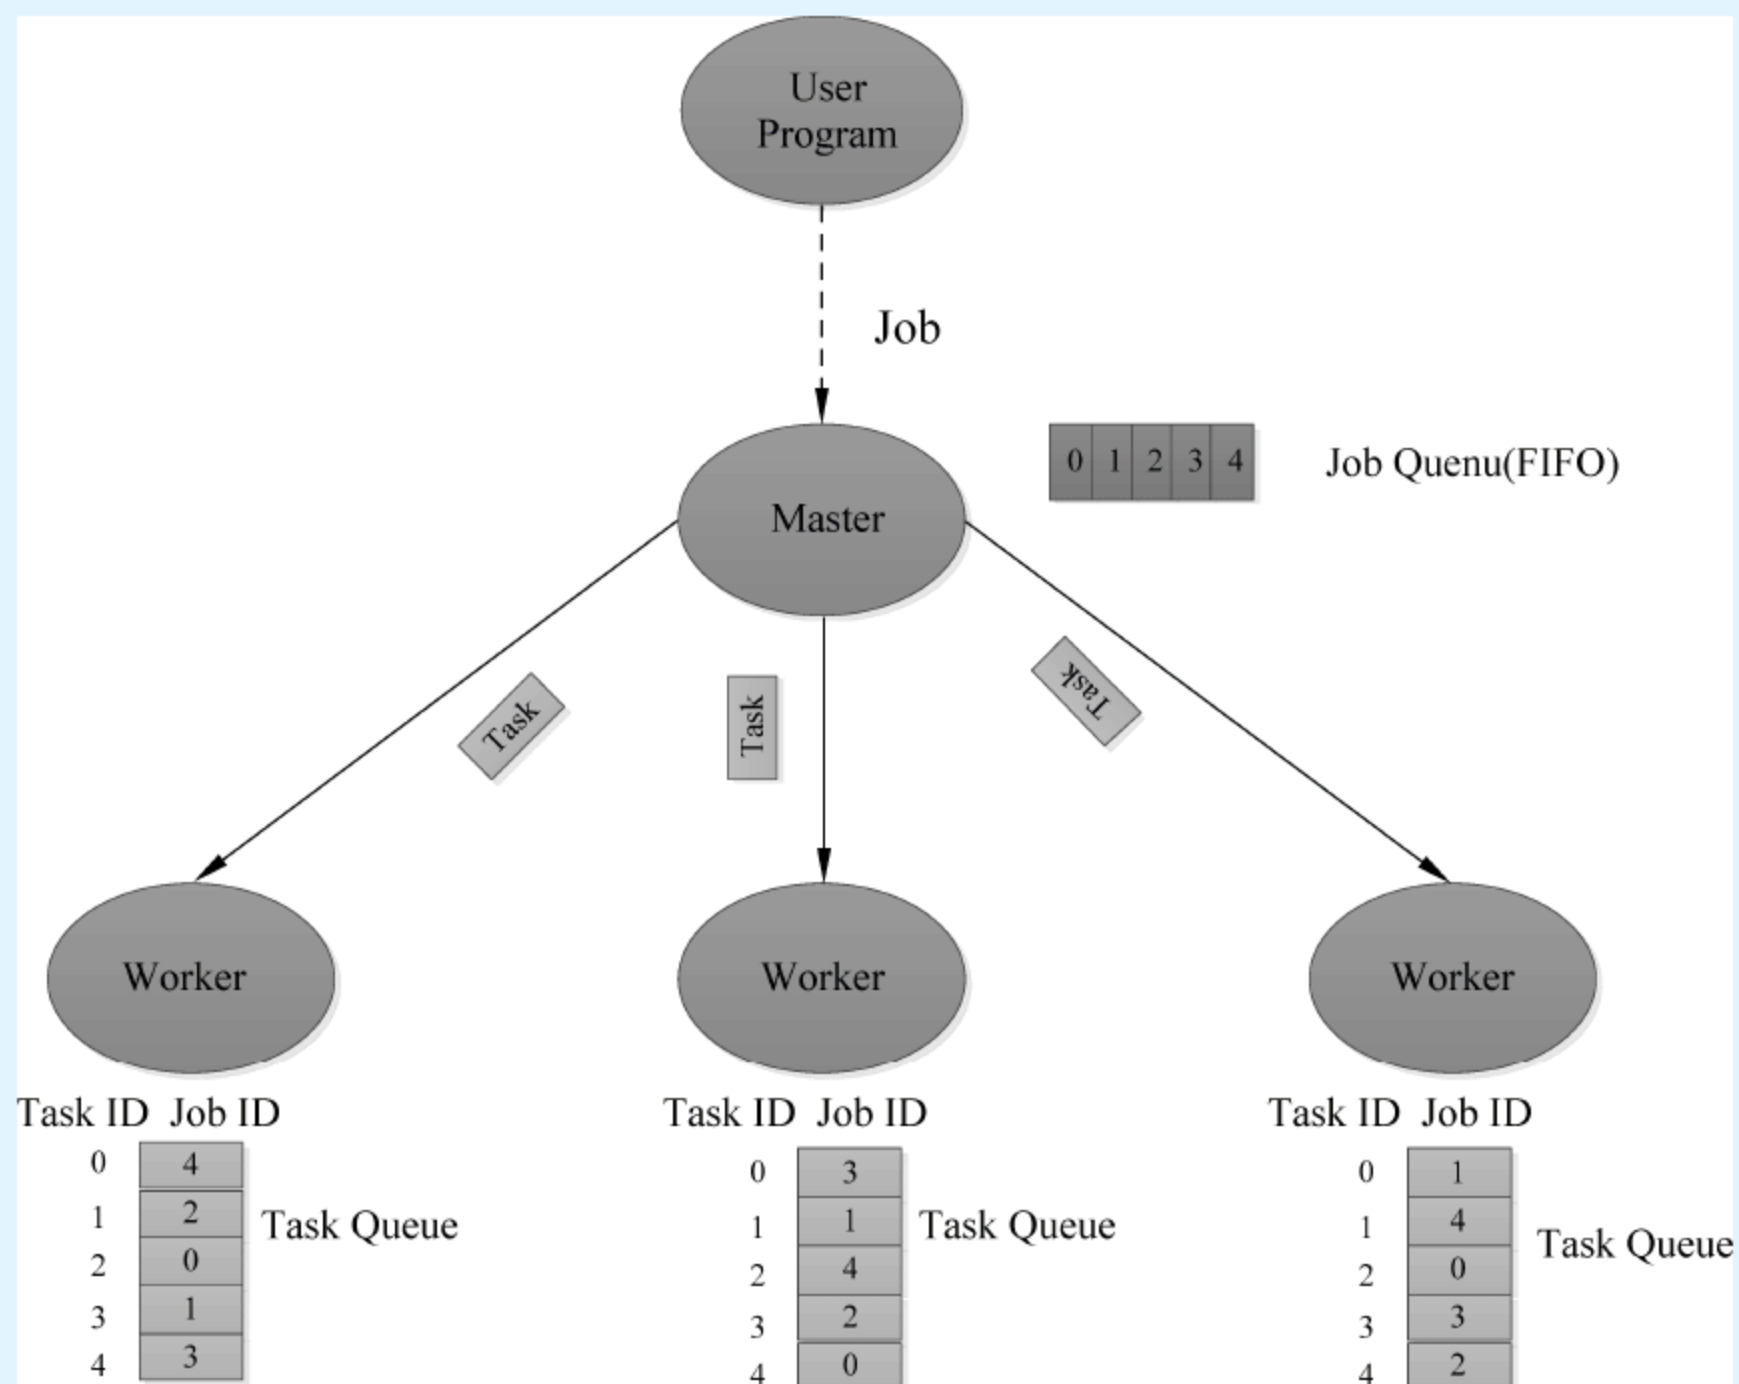 User
Program
Job
0 1 2 3 4
Job Quenu(FIFO)
Master
Task
Task
Task
Worker
Worker
Worker
Task ID Job ID
0 4
1 2
2 0
3 1
4 3
Task Queue
Task ID Job ID
0 3
1 1
2 4
3 2
4 0
Task Queue
Task ID Job ID
0 1
1 4
2 0
3 3
4 2
Task Queue